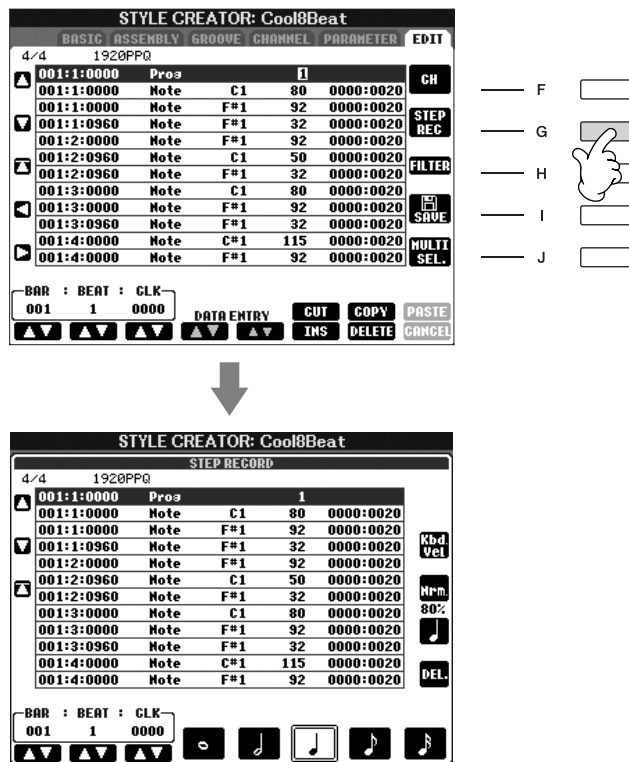 STYLE CREATOR: Cool8Beat
BASIC ASSEMBLY GROOVE CHANNEL PARAMETER EDIT
4/4 1920PPQ
001:1:0000 Prog 1
001:1:0000 Note C1 80 0000:0020
001:1:0000 Note F#1 92 0000:0020
001:1:0960 Note F#1 32 0000:0020
001:2:0000 Note F#1 92 0000:0020
001:2:0960 Note C1 50 0000:0020
001:2:0960 Note F#1 32 0000:0020
001:3:0000 Note C1 80 0000:0020
001:3:0000 Note F#1 92 0000:0020
001:3:0960 Note F#1 32 0000:0020
001:4:0000 Note C#1 115 0000:0020
001:4:0000 Note F#1 92 0000:0020
CH
STEP
REC
FILTER
SAVE
MULTI
SEL.
F
G
H
I
J
BAR : BEAT : CLK
001 1 0000
DATA ENTRY
CUT COPY PASTE
INS DELETE CANCEL
STYLE CREATOR: Cool8Beat
STEP RECORD
4/4 1920PPQ
001:1:0000 Prog 1
001:1:0000 Note C1 80 0000:0020
001:1:0000 Note F#1 92 0000:0020
001:1:0960 Note F#1 32 0000:0020
001:2:0000 Note F#1 92 0000:0020
001:2:0960 Note C1 50 0000:0020
001:2:0960 Note F#1 32 0000:0020
001:3:0000 Note C1 80 0000:0020
001:3:0000 Note F#1 92 0000:0020
001:3:0960 Note F#1 32 0000:0020
001:4:0000 Note C#1 115 0000:0020
001:4:0000 Note F#1 92 0000:0020
Kbd.
Vel
Nrm.
80%
DEL.
BAR : BEAT : CLK
001 1 0000